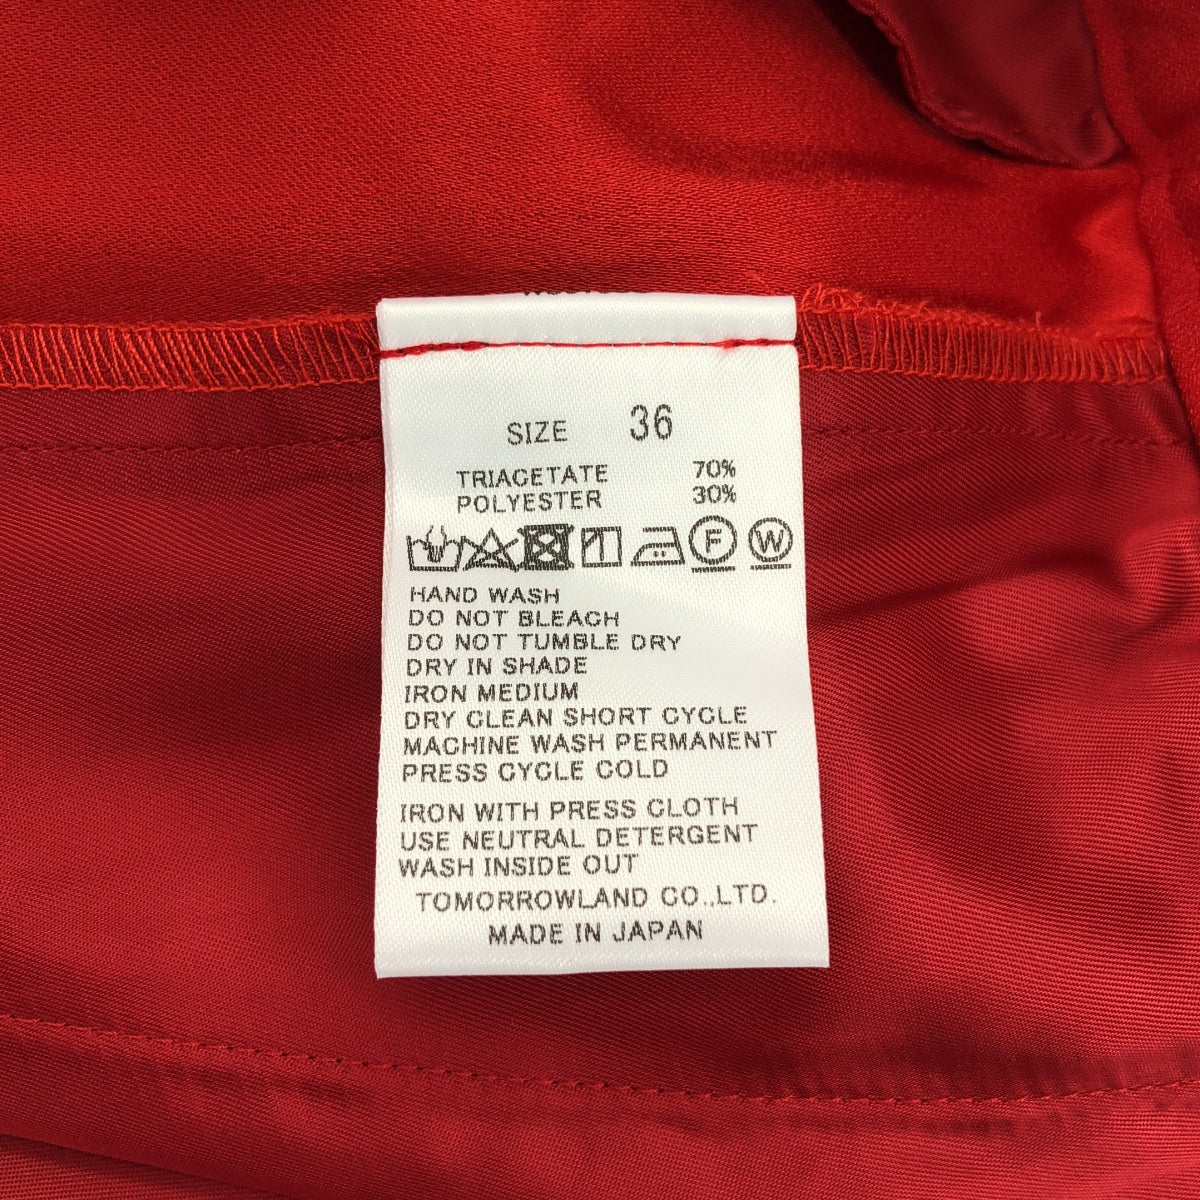 SIZE 36
TRIACETATE 70%
POLYESTER 30%
F W
HAND WASH
DO NOT BLEACH
DO NOT TUMBLE DRY
DRY IN SHADE
IRON MEDIUM
DRY CLEAN SHORT CYCLE
MACHINE WASH PERMANENT
PRESS CYCLE COLD
IRON WITH PRESS CLOTH
USE NEUTRAL DETERGENT
WASH INSIDE OUT
TOMORROWLAND CO.,LTD.
MADE IN JAPAN